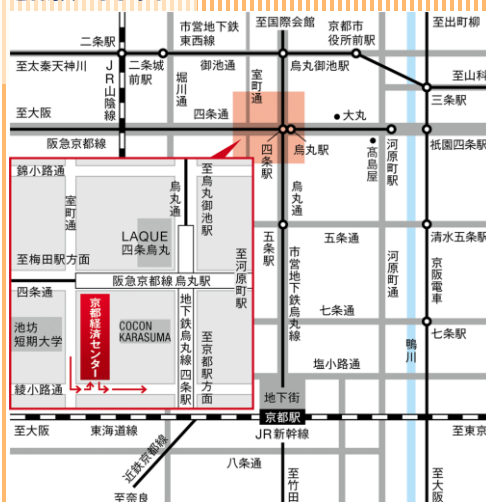 至国際会館
京都市
役所前駅
至出町柳
市営地下鉄
東西線
二条駅
至太秦天神川
JR山陰線
二条城
前駅
堀川通
御池通
室町通
烏丸御池駅
至山科
三条駅
至大阪
四条通
大丸
阪急京都線
四条駅
烏丸駅
烏丸通
髙島屋
河原町駅
祇園四条駅
錦小路通
室町通
烏丸通
至烏丸御池駅
LAQUE
四条烏丸
至梅田駅方面
至河原町駅
阪急京都線 烏丸駅
四条通
池坊
短期大学
京都経済センター
COCON
KARASUMA
地下鉄烏丸線 四条駅
至京都駅方面
綾小路通
五条駅
五条通
清水五条駅
市営地下鉄烏丸線
河原町通
京阪電車
七条通
七条駅
鴨川
塩小路通
地下街
京都駅
至大阪
東海道線
JR新幹線
至東京
近鉄京都線
八条通
至奈良
至竹田
至大阪